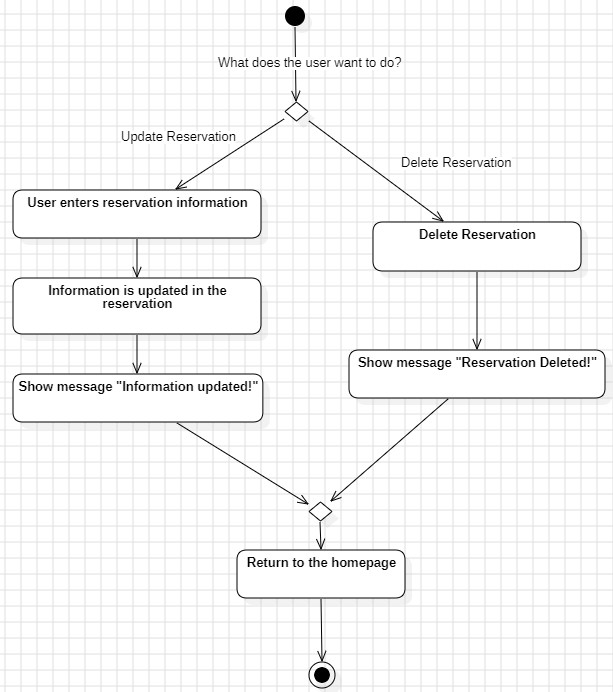 What does the user want to do?
Update Reservation
Delete Reservation
User enters reservation information
Delete Reservation
Information is updated in the
reservation
Show message "Reservation Deleted!"
Show message "Information updated!"
Return to the homepage